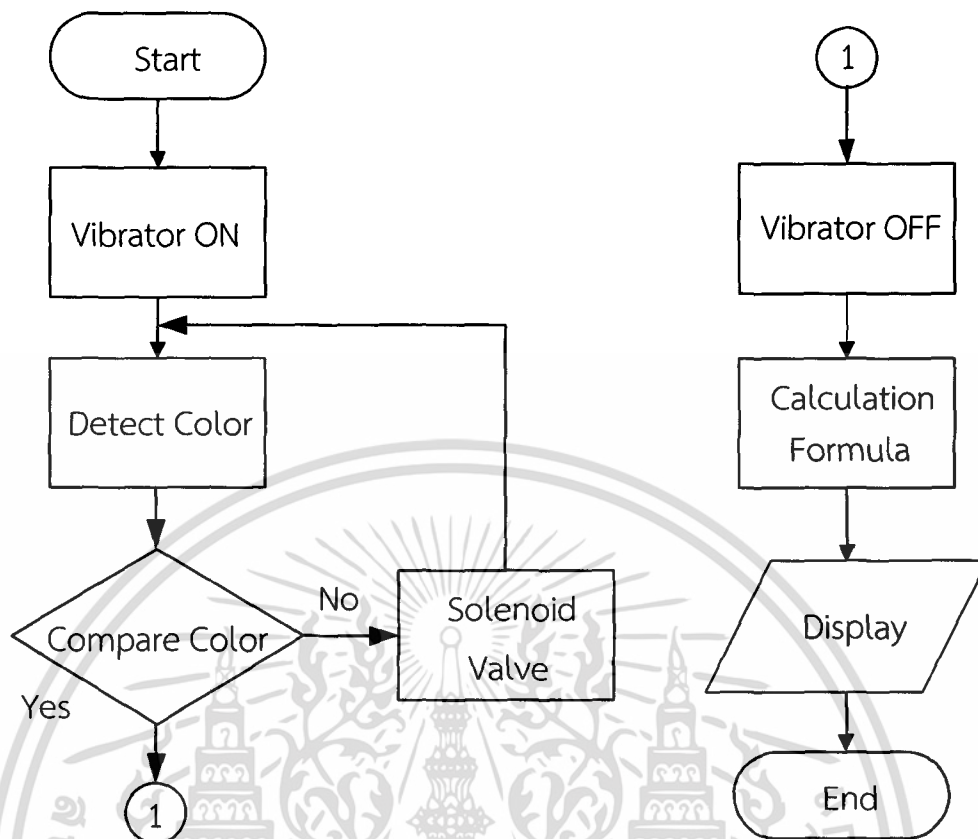 Start
Vibrator ON
Detect Color
Compare Color
No
Solenoid
Valve
Yes
1
1
Vibrator OFF
Calculation
Formula
Display
End